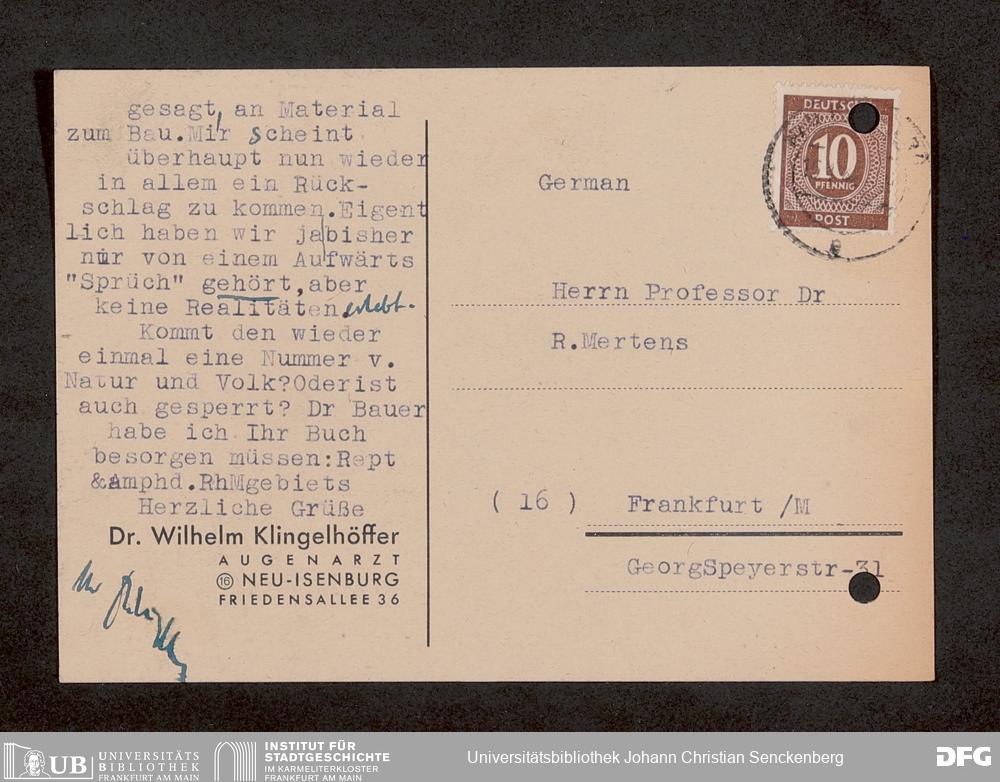 gesagt, an Material
zum Bau.Mir scheint
überhaupt nun wieder
in allem ein Rück-
schlag zu kommen.Eigent
lich haben wir ja bisher
nur von einem Aufwärts
"Sprüch" gehört,aber
keine Realitäten erlebt.
Kommt den wieder
einmal eine Nummer v.
Natur und Volk?Oder ist
auch gesperrt? Dr Bauer
habe ich Ihr Buch
besorgen müssen:Rept
&Amphd.RhMgebiets
Herzliche Grüße
Dr. Wilhelm Klingelhöffer
AUGENARZT
⑯ NEU-ISENBURG
FRIEDENSALLEE 36
German
Herrn Professor Dr
R.Mertens
( 16 ) Frankfurt /M
GeorgSpeyerstr-31
DEUTSCHE
10
PFENNIG
POST
UB UNIVERSITÄTS
BIBLIOTHEK
FRANKFURT AM MAIN
INSTITUT FÜR
STADTGESCHICHTE
IM KARMELITERKLOSTER
FRANKFURT AM MAIN
Universitätsbibliothek Johann Christian Senckenberg
DFG